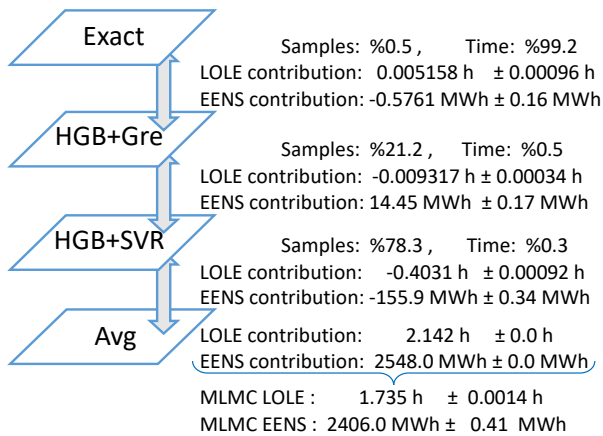 Exact
Samples: %0.5 , Time: %99.2
LOLE contribution: 0.005158 h ± 0.00096 h
EENS contribution: -0.5761 MWh ± 0.16 MWh
HGB+Gre
Samples: %21.2 , Time: %0.5
LOLE contribution: -0.009317 h ± 0.00034 h
EENS contribution: 14.45 MWh ± 0.17 MWh
HGB+SVR
Samples: %78.3 , Time: %0.3
LOLE contribution: -0.4031 h ± 0.00092 h
EENS contribution: -155.9 MWh ± 0.34 MWh
Avg
LOLE contribution: 2.142 h ± 0.0 h
EENS contribution: 2548.0 MWh ± 0.0 MWh
MLMC LOLE : 1.735 h ± 0.0014 h
MLMC EENS : 2406.0 MWh ± 0.41 MWh